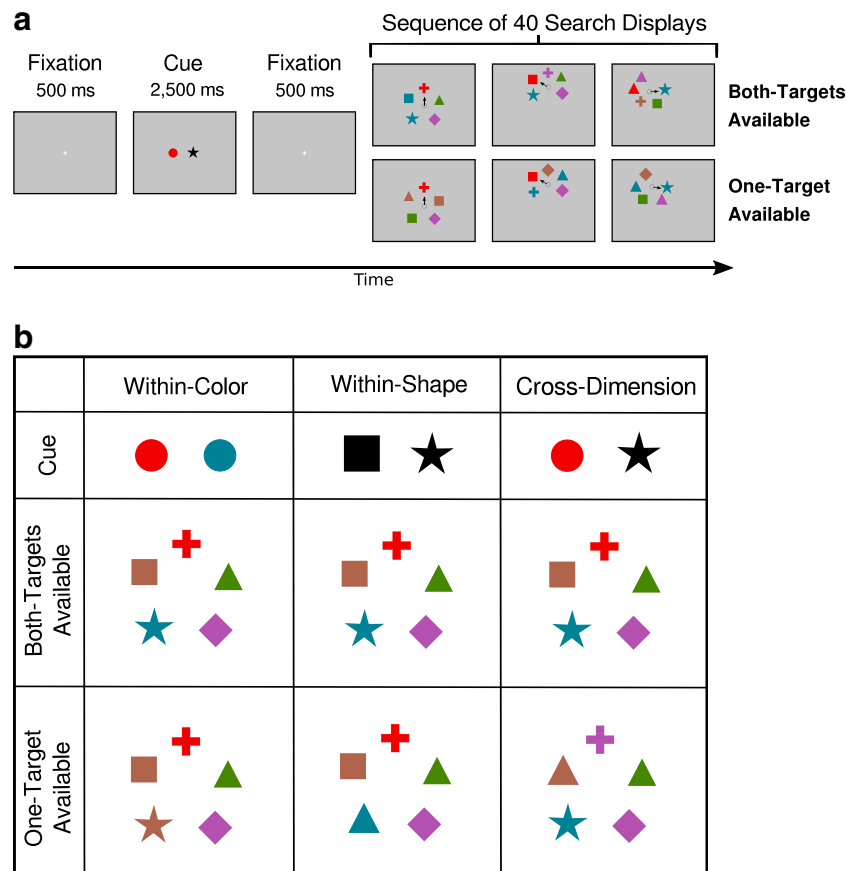 a
Sequence of 40 Search Displays
Fixation
500 ms
Cue
2,500 ms
Fixation
500 ms
Both-Targets
Available
One-Target
Available
Time
b
Within-Color
Within-Shape
Cross-Dimension
Cue
Both-Targets
Available
One-Target
Available